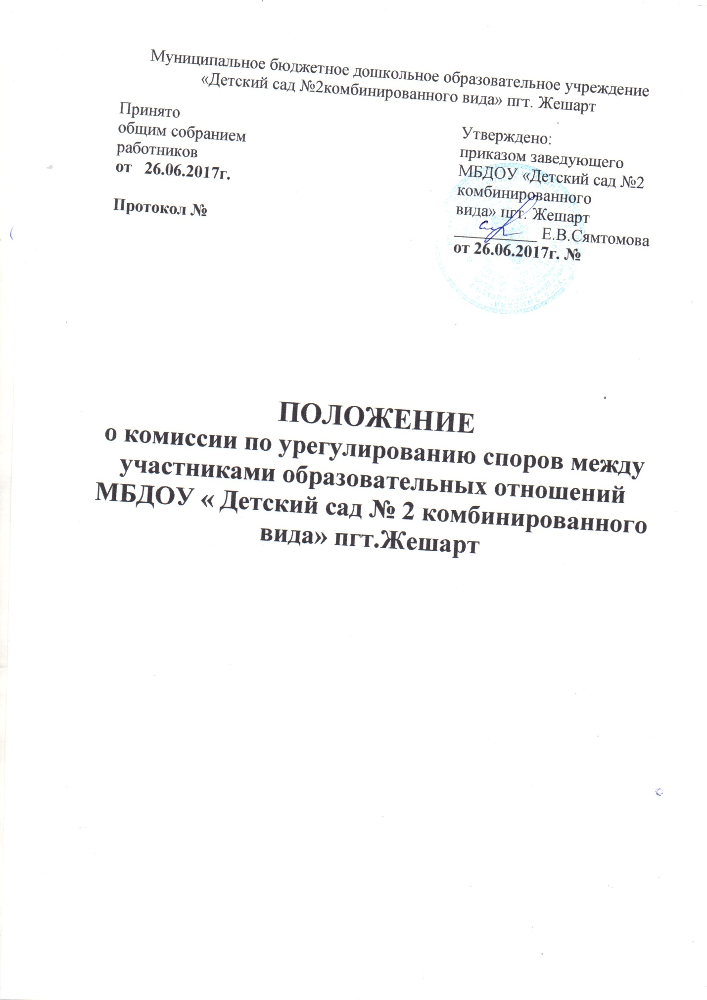 Муниципальное бюджетное дошкольное образовательное учреждение
«Детский сад №2комбинированного вида» пгт. Жешарт
Принято
общим собранием
работников
от 26.06.2017г.
Протокол №
Утверждено:
приказом заведующего
МБДОУ «Детский сад №2
комбинированного
вида» пгт. Жешарт
__________ Е.В.Сямтомова
от 26.06.2017г. №
ПОЛОЖЕНИЕ
о комиссии по урегулированию споров между
участниками образовательных отношений
МБДОУ « Детский сад № 2 комбинированного
вида» пгт.Жешарт